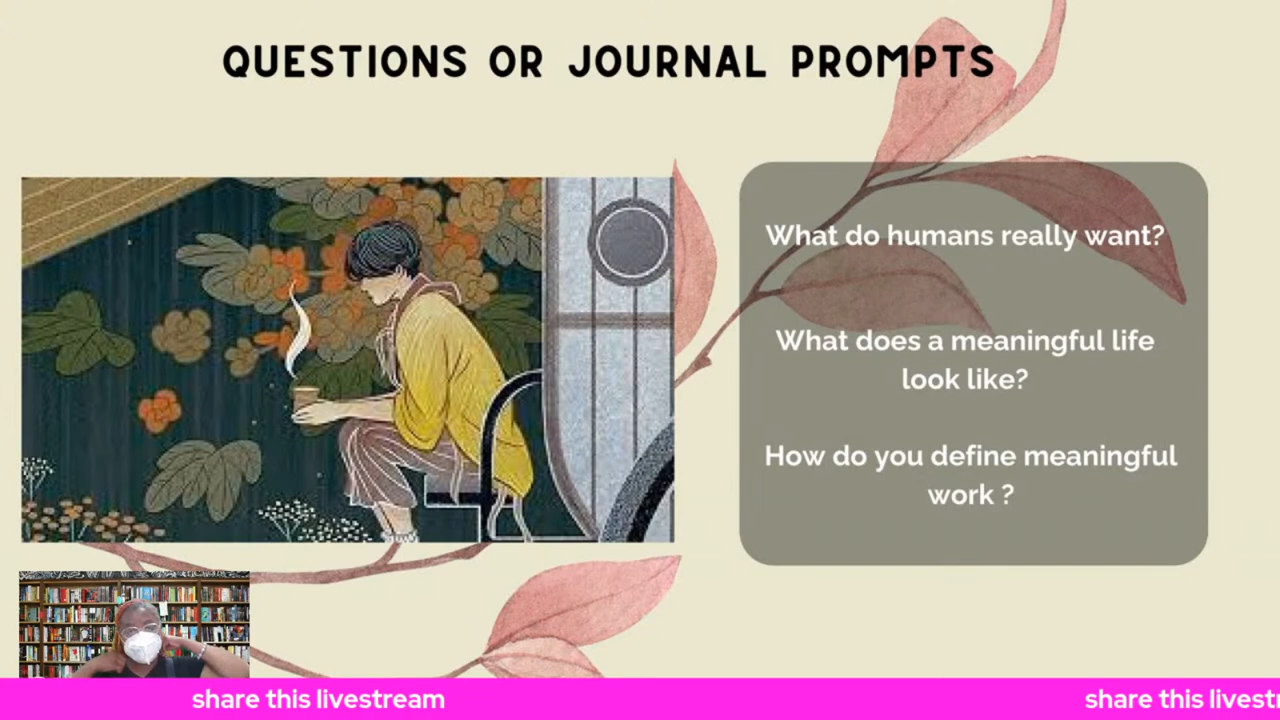 QUESTIONS OR JOURNAL PROMPTS
What do humans really want?
What does a meaningful life
look like?
How do you define meaningful
work ?
share this livestream
share this livest